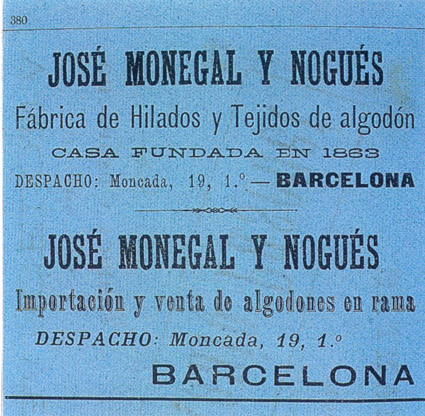 380
JOSÉ MONEGAL Y NOGUÉS
Fábrica de Hilados y Tejidos de algodón
CASA FUNDADA EN 1863
DESPACHO: Moncada, 19, 1.º — BARCELONA
JOSÉ MONEGAL Y NOGUÉS
Importación y venta de algodones en rama
DESPACHO: Moncada, 19, 1.º
BARCELONA